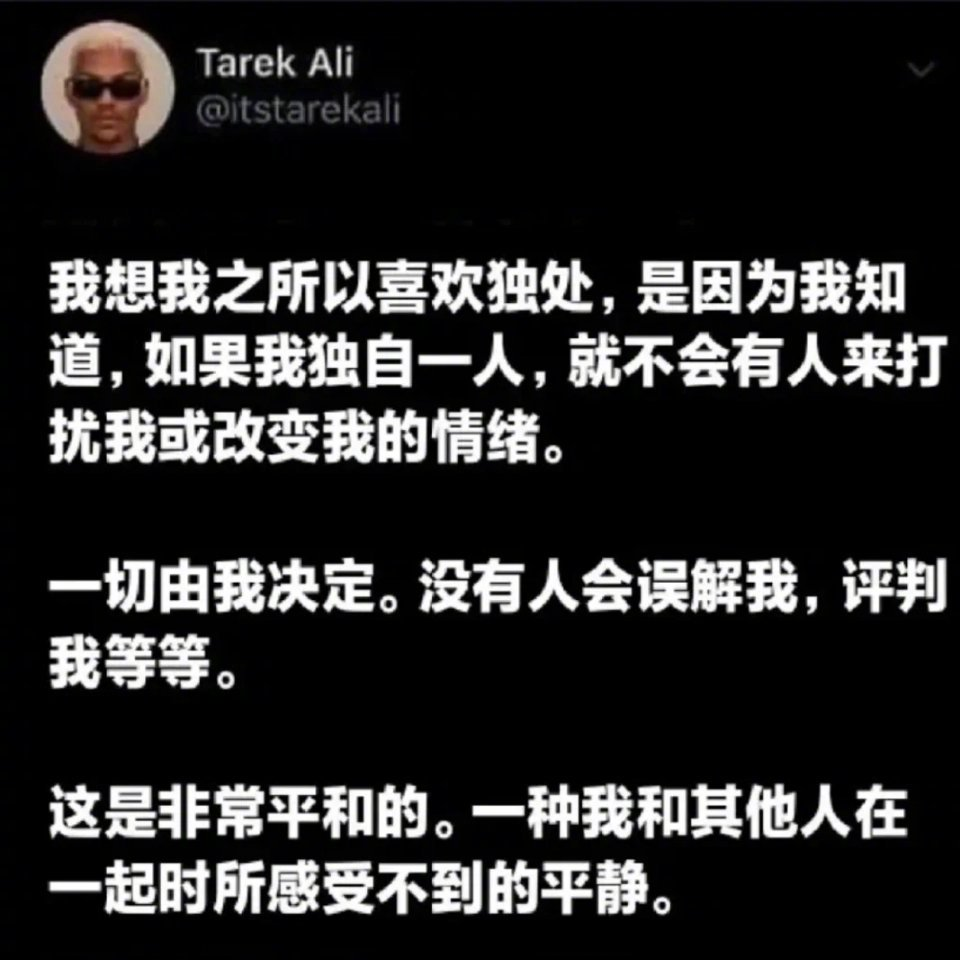 Tarek Ali
@itstarekali
我想我之所以喜欢独处，是因为我知
道，如果我独自一人，就不会有人来打
扰我或改变我的情绪。
一切由我决定。没有人会误解我，评判
我等等。
这是非常平和的。一种我和其他人在
一起时所感受不到的平静。